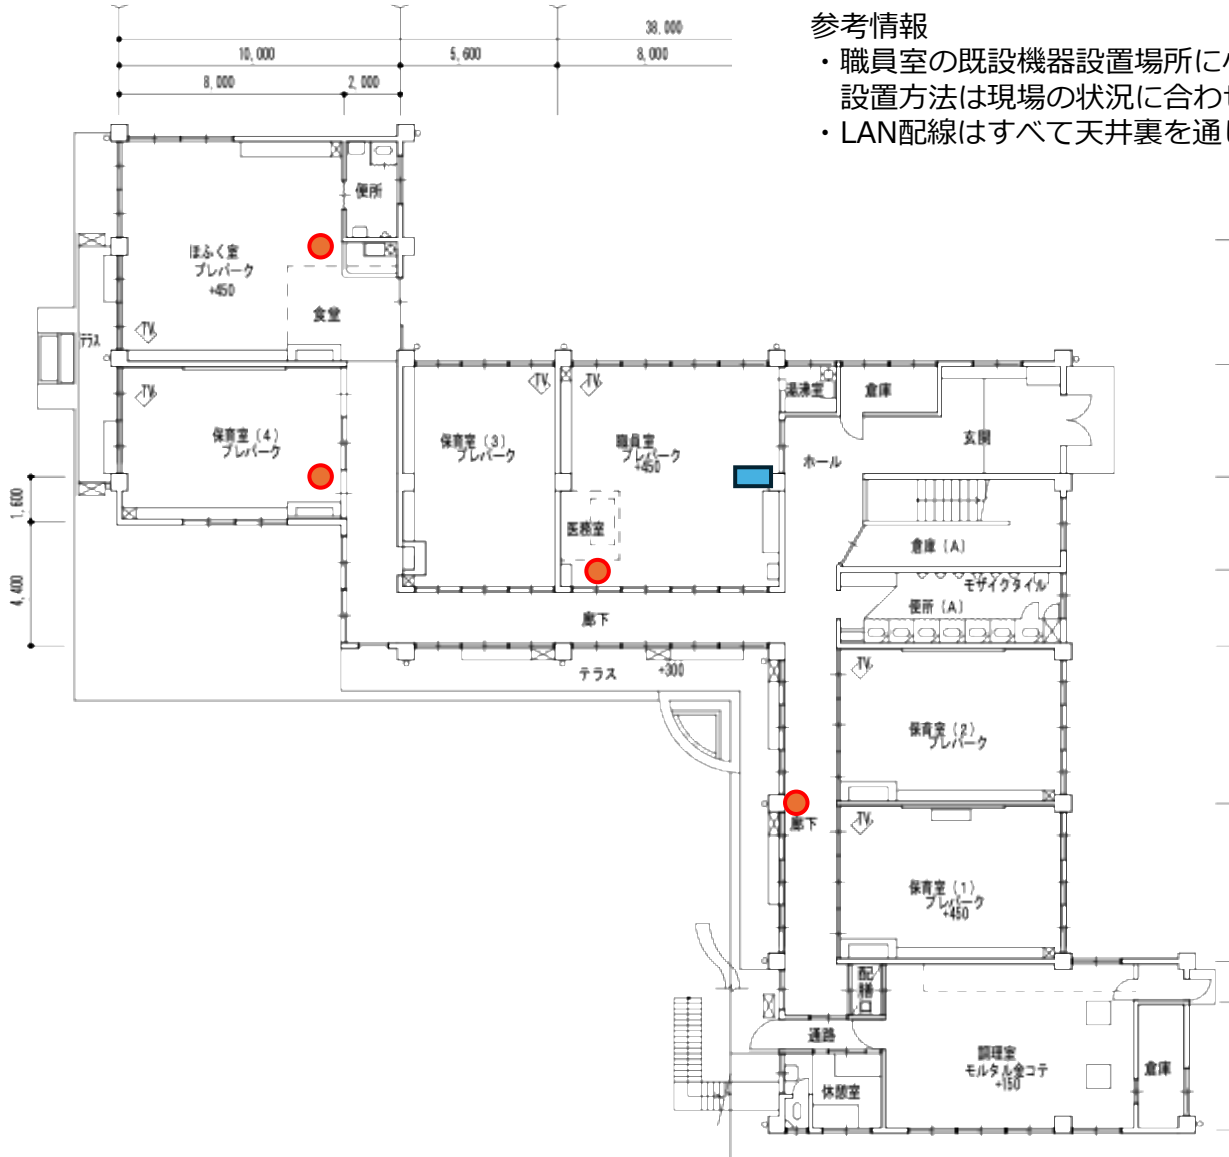 参考情報
・職員室の既設機器設置場所に
設置方法は現場の状況に合わせ
・LAN配線はすべて天井裏を通し
38,000
10,000
5,600
8,000
8,000
2,000
便所
ほふく室
プレパーク
+450
食堂
TV
テラス
TV
保育室(4)
プレパーク
TV
保育室(3)
プレパーク
TV
職員室
プレパーク
+450
医務室
湯沸室
倉庫
玄関
ホール
倉庫(A)
モザイクタイル
便所(A)
1,600
4,400
廊下
テラス
+300
TV
保育室(2)
プレパーク
廊下
TV
保育室(1)
プレパーク
+450
配
膳
通路
調理室
モルタル金コテ
+150
倉庫
休憩室